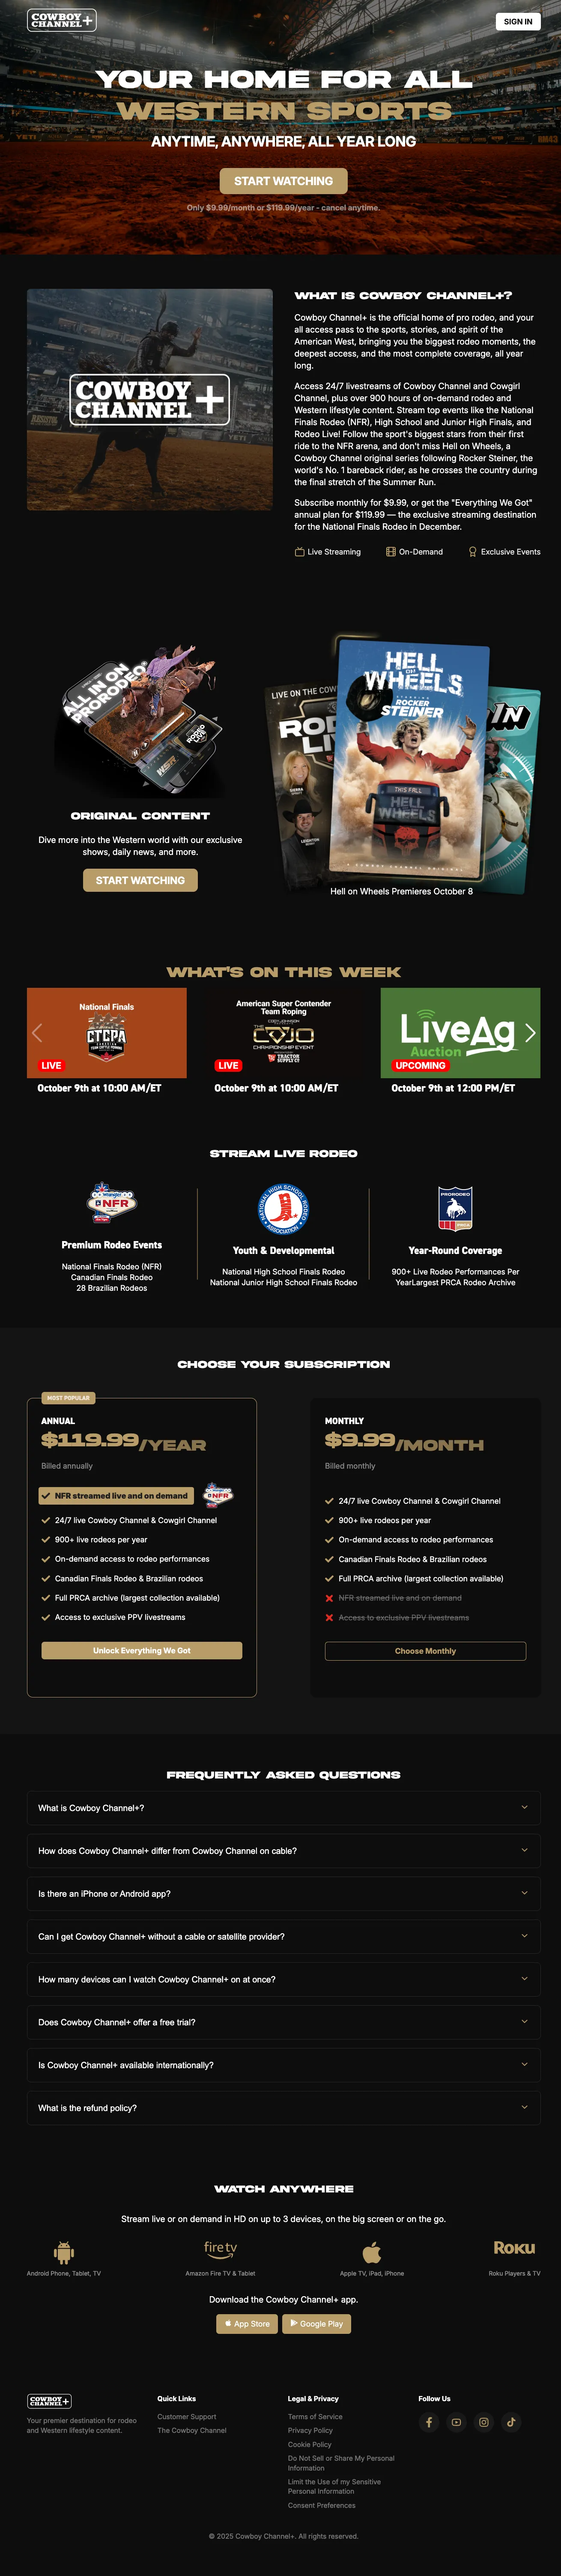 COWBOY
CHANNEL+
SIGN IN
YOUR HOME FOR ALL
WESTERN SPORTS
ANYTIME, ANYWHERE, ALL YEAR LONG
START WATCHING
Only $9.99/month or $119.99/year - cancel anytime.
COWBOY
CHANNEL+
WHAT IS COWBOY CHANNEL+?
Cowboy Channel+ is the official home of pro rodeo, and your
all access pass to the sports, stories, and spirit of the
American West, bringing you the biggest rodeo moments, the
deepest access, and the most complete coverage, all year
long.
Access 24/7 livestreams of Cowboy Channel and Cowgirl
Channel, plus over 900 hours of on-demand rodeo and
Western lifestyle content. Stream top events like the National
Finals Rodeo (NFR), High School and Junior High Finals, and
Rodeo Live! Follow the sport's biggest stars from their first
ride to the NFR arena, and don't miss Hell on Wheels, a
Cowboy Channel original series following Rocker Steiner, the
world's No. 1 bareback rider, as he crosses the country during
the final stretch of the Summer Run.
Subscribe monthly for $9.99, or get the "Everything We Got"
annual plan for $119.99 — the exclusive streaming destination
for the National Finals Rodeo in December.
Live Streaming
On-Demand
Exclusive Events
ALL IN ON
PRORODEO
ORIGINAL CONTENT
Dive more into the Western world with our exclusive
shows, daily news, and more.
START WATCHING
LIVE ON THE COW
HELL
ON
WHEELS
ROCKER
STEINER
THIS FALL
HELL
WHEELS
A COWBOY CHANNEL ORIGINAL
IN
Hell on Wheels Premieres October 8
WHAT'S ON THIS WEEK
National Finals
CTCPA
LIVE
October 9th at 10:00 AM/ET
American Super Contender
Team Roping
CHAMPIONSHIP EVENT
TRACTOR
SUPPLY CO
LIVE
October 9th at 10:00 AM/ET
LiveAg
Auction
UPCOMING
October 9th at 12:00 PM/ET
STREAM LIVE RODEO
Wrangler
NFR
Premium Rodeo Events
National Finals Rodeo (NFR)
Canadian Finals Rodeo
28 Brazilian Rodeos
NATIONAL HIGH SCHOOL RODEO
ASSOCIATION
Youth & Developmental
National High School Finals Rodeo
National Junior High School Finals Rodeo
PRORODEO
PRCA
Year-Round Coverage
900+ Live Rodeo Performances Per
YearLargest PRCA Rodeo Archive
CHOOSE YOUR SUBSCRIPTION
MOST POPULAR
ANNUAL
$119.99/YEAR
Billed annually
NFR streamed live and on demand
NFR
24/7 live Cowboy Channel & Cowgirl Channel
900+ live rodeos per year
On-demand access to rodeo performances
Canadian Finals Rodeo & Brazilian rodeos
Full PRCA archive (largest collection available)
Access to exclusive PPV livestreams
Unlock Everything We Got
MONTHLY
$9.99/MONTH
Billed monthly
24/7 live Cowboy Channel & Cowgirl Channel
900+ live rodeos per year
On-demand access to rodeo performances
Canadian Finals Rodeo & Brazilian rodeos
Full PRCA archive (largest collection available)
NFR streamed live and on demand
Access to exclusive PPV livestreams
Choose Monthly
FREQUENTLY ASKED QUESTIONS
What is Cowboy Channel+?
How does Cowboy Channel+ differ from Cowboy Channel on cable?
Is there an iPhone or Android app?
Can I get Cowboy Channel+ without a cable or satellite provider?
How many devices can I watch Cowboy Channel+ on at once?
Does Cowboy Channel+ offer a free trial?
Is Cowboy Channel+ available internationally?
What is the refund policy?
WATCH ANYWHERE
Stream live or on demand in HD on up to 3 devices, on the big screen or on the go.
fire tv
Roku
Android Phone, Tablet, TV
Amazon Fire TV & Tablet
Apple TV, iPad, iPhone
Roku Players & TV
Download the Cowboy Channel+ app.
App Store
Google Play
COWBOY
CHANNEL+
Your premier destination for rodeo
and Western lifestyle content.
Quick Links
Customer Support
The Cowboy Channel
Legal & Privacy
Terms of Service
Privacy Policy
Cookie Policy
Do Not Sell or Share My Personal
Information
Limit the Use of my Sensitive
Personal Information
Consent Preferences
Follow Us
© 2025 Cowboy Channel+. All rights reserved.